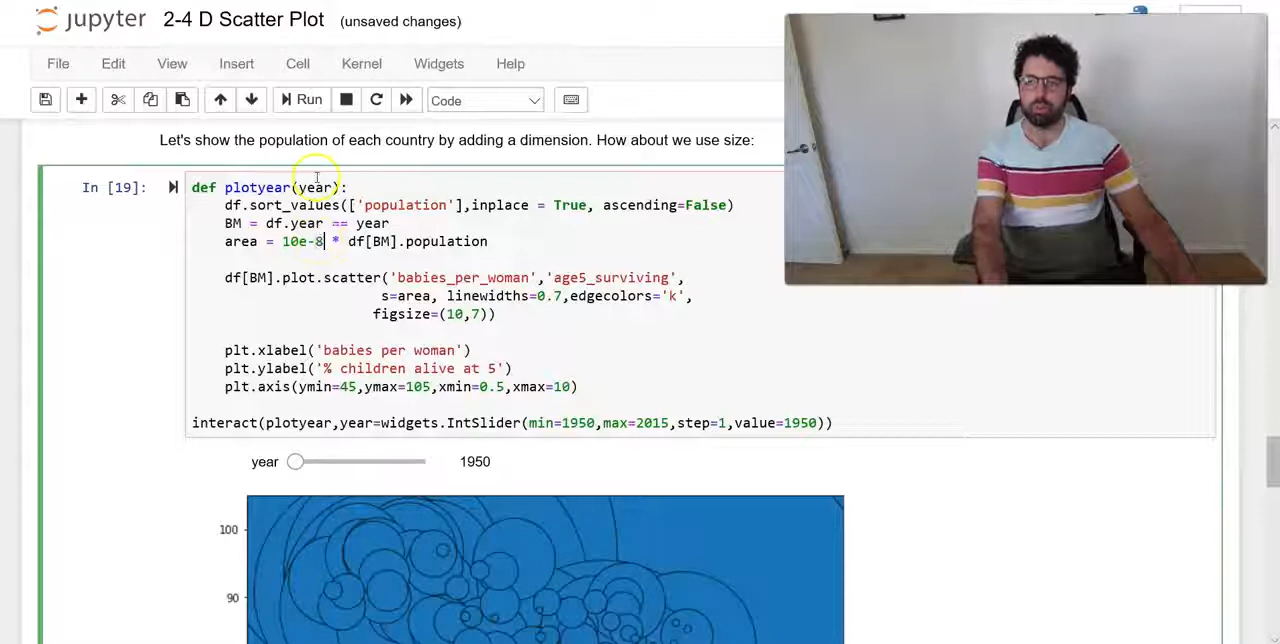 jupyter 2-4 D Scatter Plot (unsaved changes)
File Edit View Insert Cell Kernel Widgets Help
Run Code
Let's show the population of each country by adding a dimension. How about we use size:
In [19]: def plotyear(year):
df.sort_values(['population'],inplace = True, ascending=False)
BM = df.year == year
area = 10e-8 * df[BM].population
df[BM].plot.scatter('babies_per_woman','age5_surviving',
s=area, linewidths=0.7,edgecolors='k',
figsize=(10,7))
plt.xlabel('babies per woman')
plt.ylabel('% children alive at 5')
plt.axis(ymin=45,ymax=105,xmin=0.5,xmax=10)
interact(plotyear,year=widgets.IntSlider(min=1950,max=2015,step=1,value=1950))
year 1950
100
90